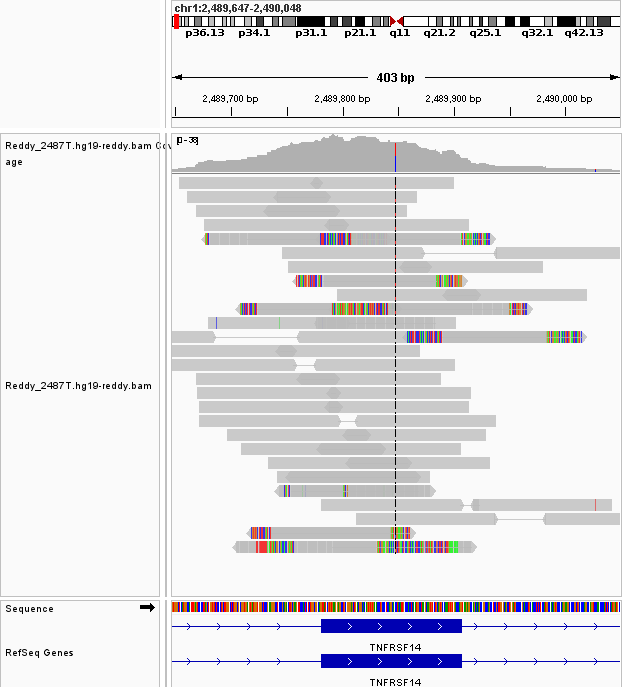 chr1:2,489,647-2,490,048
p36.13 p34.1 p31.1 p21.1 q11 q21.2 q25.1 q32.1 q42.13
403 bp
2,489,700 bp 2,489,800 bp 2,489,900 bp 2,490,000 bp
Reddy_2487T.hg19-reddy.bam Cov
age
[0-38]
Reddy_2487T.hg19-reddy.bam
Sequence
TNFRSF14
RefSeq Genes
TNFRSF14